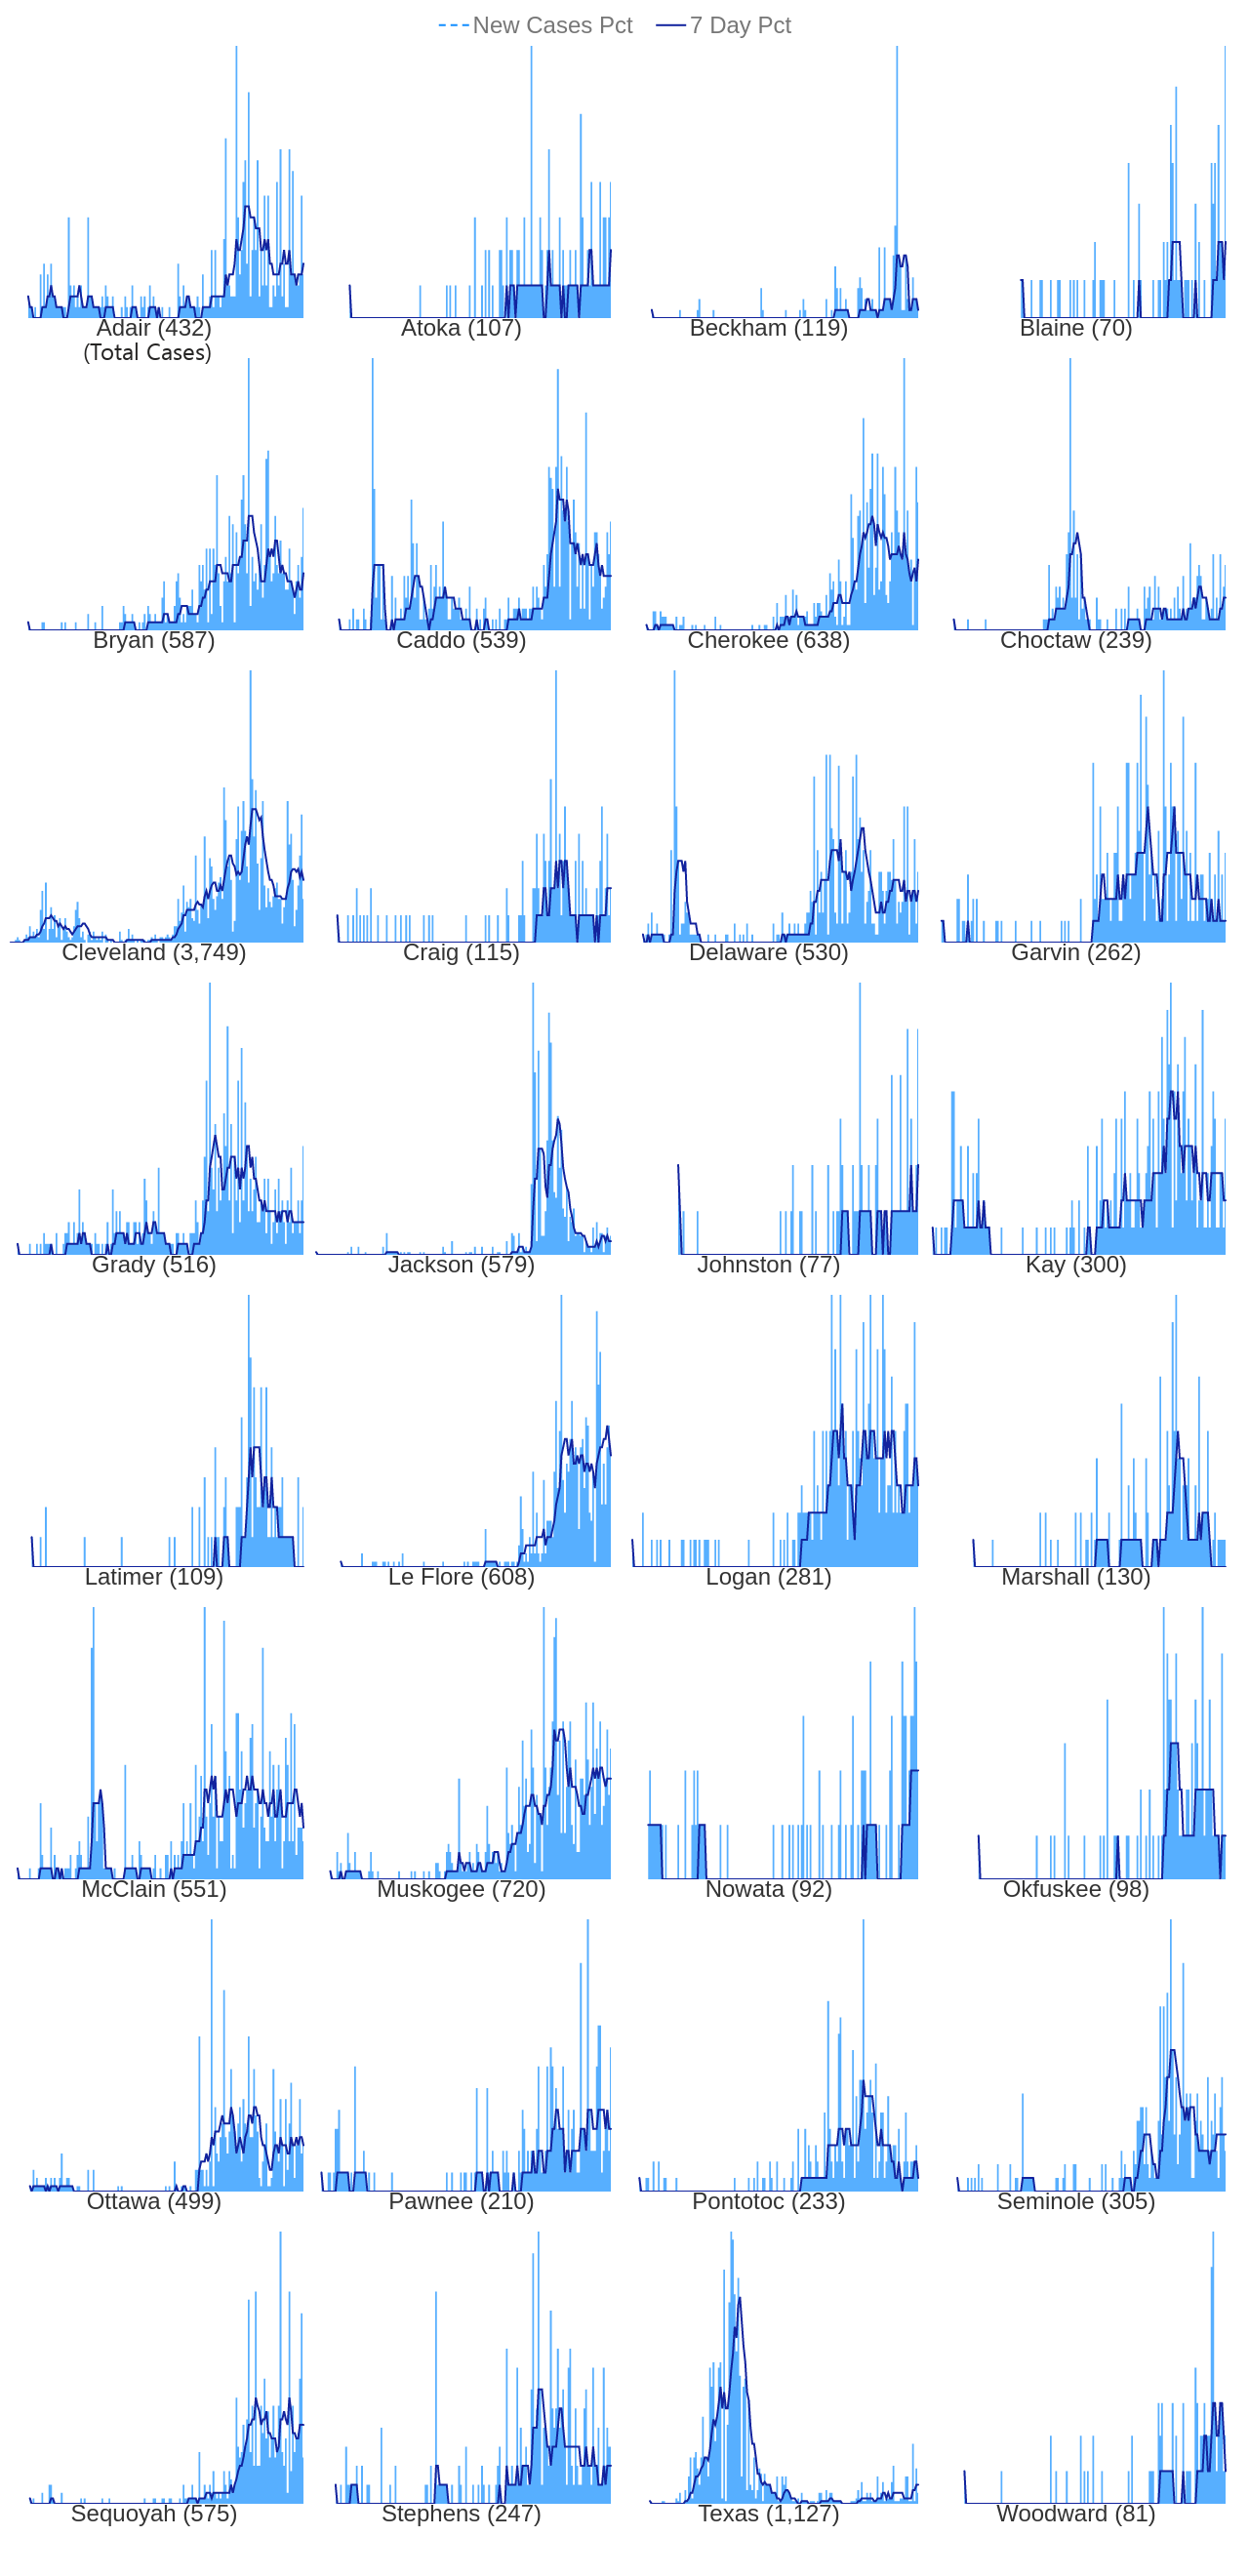 New Cases Pct 7 Day Pct
Adair (432) Atoka (107) Beckham (119) Blaine (70)
(Total Cases)
Bryan (587) Caddo (539) Cherokee (638) Choctaw (239)
Cleveland (3,749) Craig (115) Delaware (530) Garvin (262)
Grady (516) Jackson (579) Johnston (77) Kay (300)
Latimer (109) Le Flore (608) Logan (281) Marshall (130)
McClain (551) Muskogee (720) Nowata (92) Okfuskee (98)
Ottawa (499) Pawnee (210) Pontotoc (233) Seminole (305)
Sequoyah (575) Stephens (247) Texas (1,127) Woodward (81)